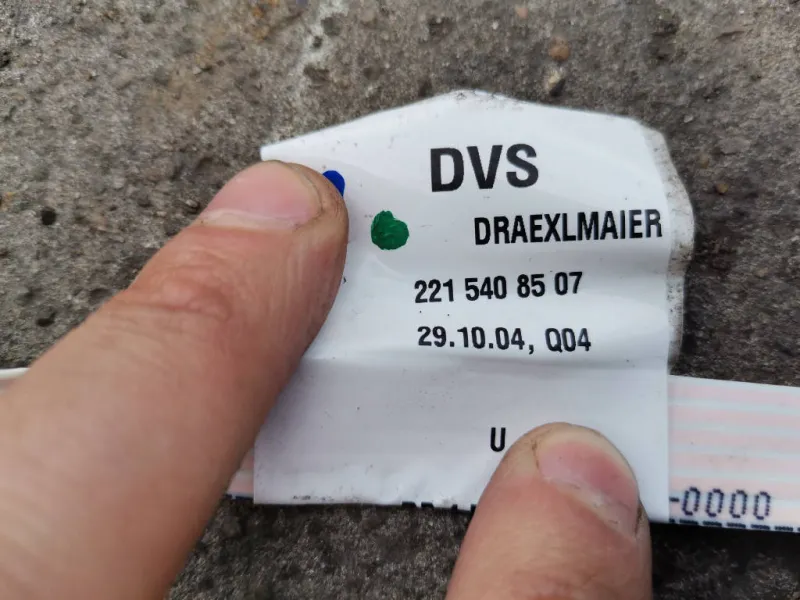 DVS
DRAEXLMAIER
221 540 85 07
29.10.04, Q04
U
-0000